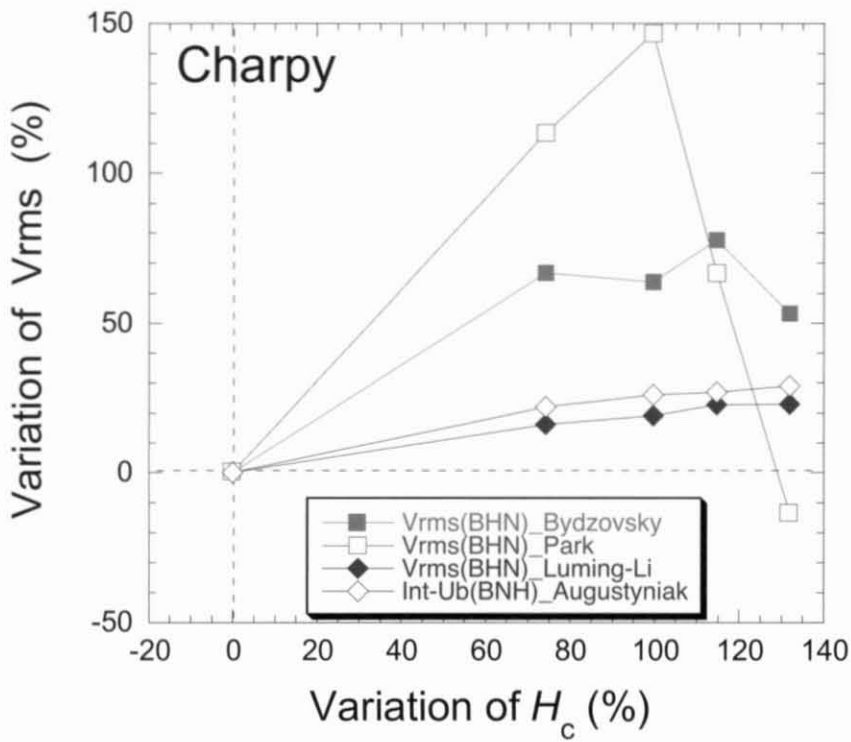 Charpy
Variation of Vrms (%)
150
100
50
0
-50
Vrms(BHN)_Bydzovsky
Vrms(BHN)_Park
Vrms(BHN)_Luming-Li
Int-Ub(BNH)_Augustyniak
-20 0 20 40 60 80 100 120 140
Variation of Hc (%)